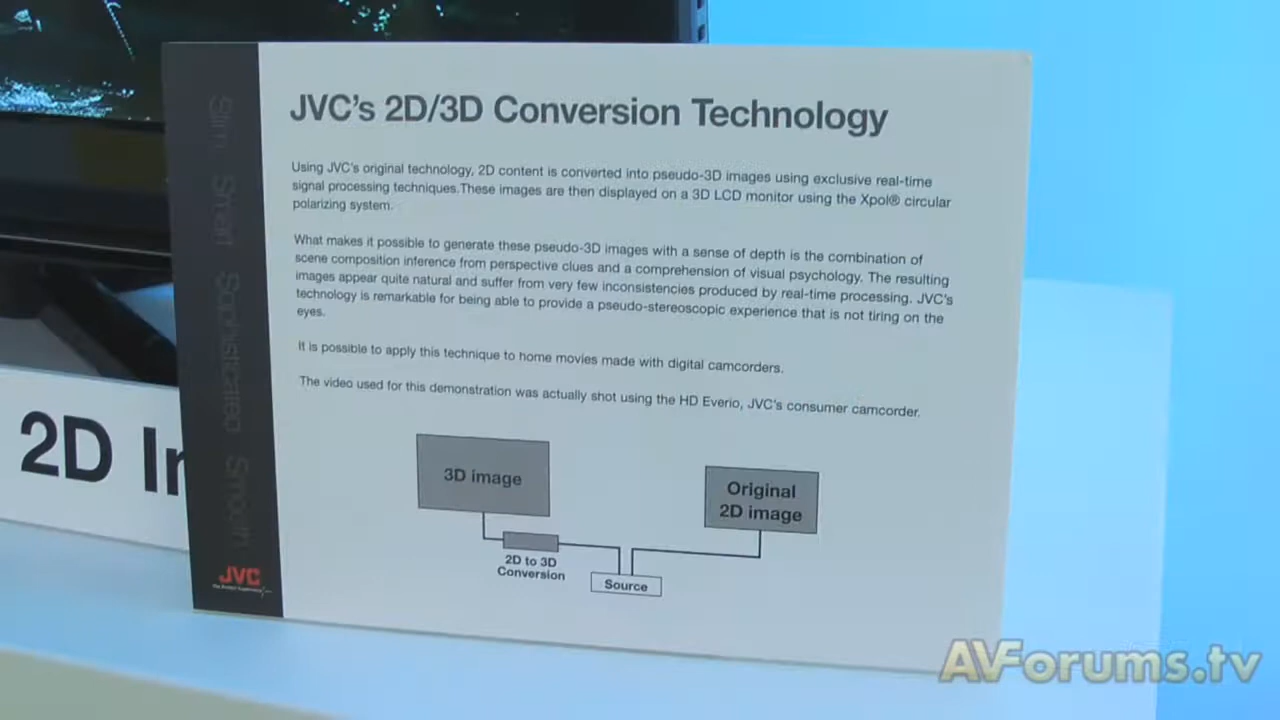 JVC's 2D/3D Conversion Technology
Using JVC's original technology, 2D content is converted into pseudo-3D images using exclusive real-time
signal processing techniques.These images are then displayed on a 3D LCD monitor using the Xpol® circular
polarizing system.
What makes it possible to generate these pseudo-3D images with a sense of depth is the combination of
scene composition inference from perspective clues and a comprehension of visual psychology. The resulting
images appear quite natural and suffer from very few inconsistencies produced by real-time processing. JVC's
technology is remarkable for being able to provide a pseudo-stereoscopic experience that is not tiring on the
eyes.
It is possible to apply this technique to home movies made with digital camcorders.
The video used for this demonstration was actually shot using the HD Everio, JVC's consumer camcorder.
3D image
Original
2D image
2D to 3D
Conversion
Source
Slim Smart Sophisticated Smooth
JVC
The Perfect Experience
2D
AVForums.tv